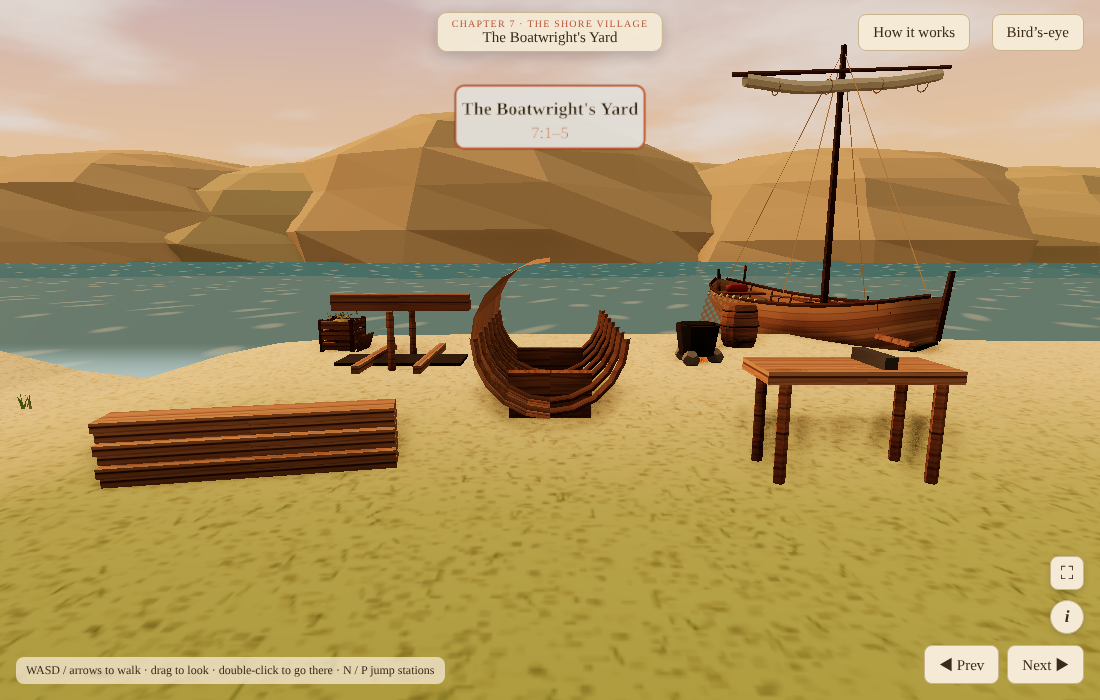 CHAPTER 7 · THE SHORE VILLAGE
The Boatwright's Yard
How it works
Bird’s-eye
The Boatwright's Yard
7:1–5
i
WASD / arrows to walk · drag to look · double-click to go there · N / P jump stations
◀ Prev
Next ▶